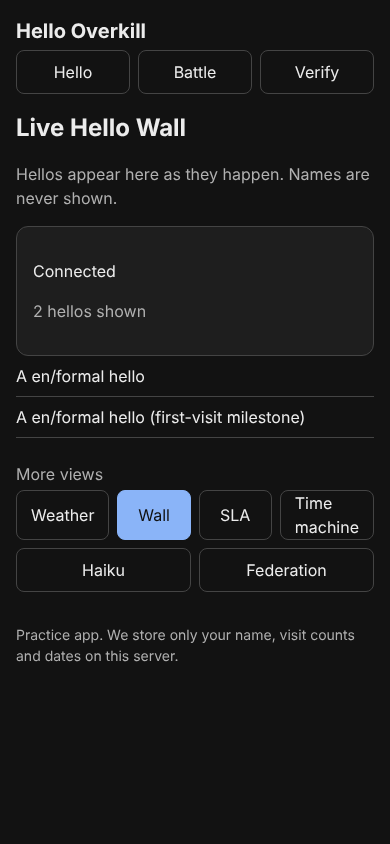 Hello Overkill
Hello
Battle
Verify
Live Hello Wall
Hellos appear here as they happen. Names are
never shown.
Connected
2 hellos shown
A en/formal hello
A en/formal hello (first-visit milestone)
More views
Weather
Wall
SLA
Time
machine
Haiku
Federation
Practice app. We store only your name, visit counts
and dates on this server.